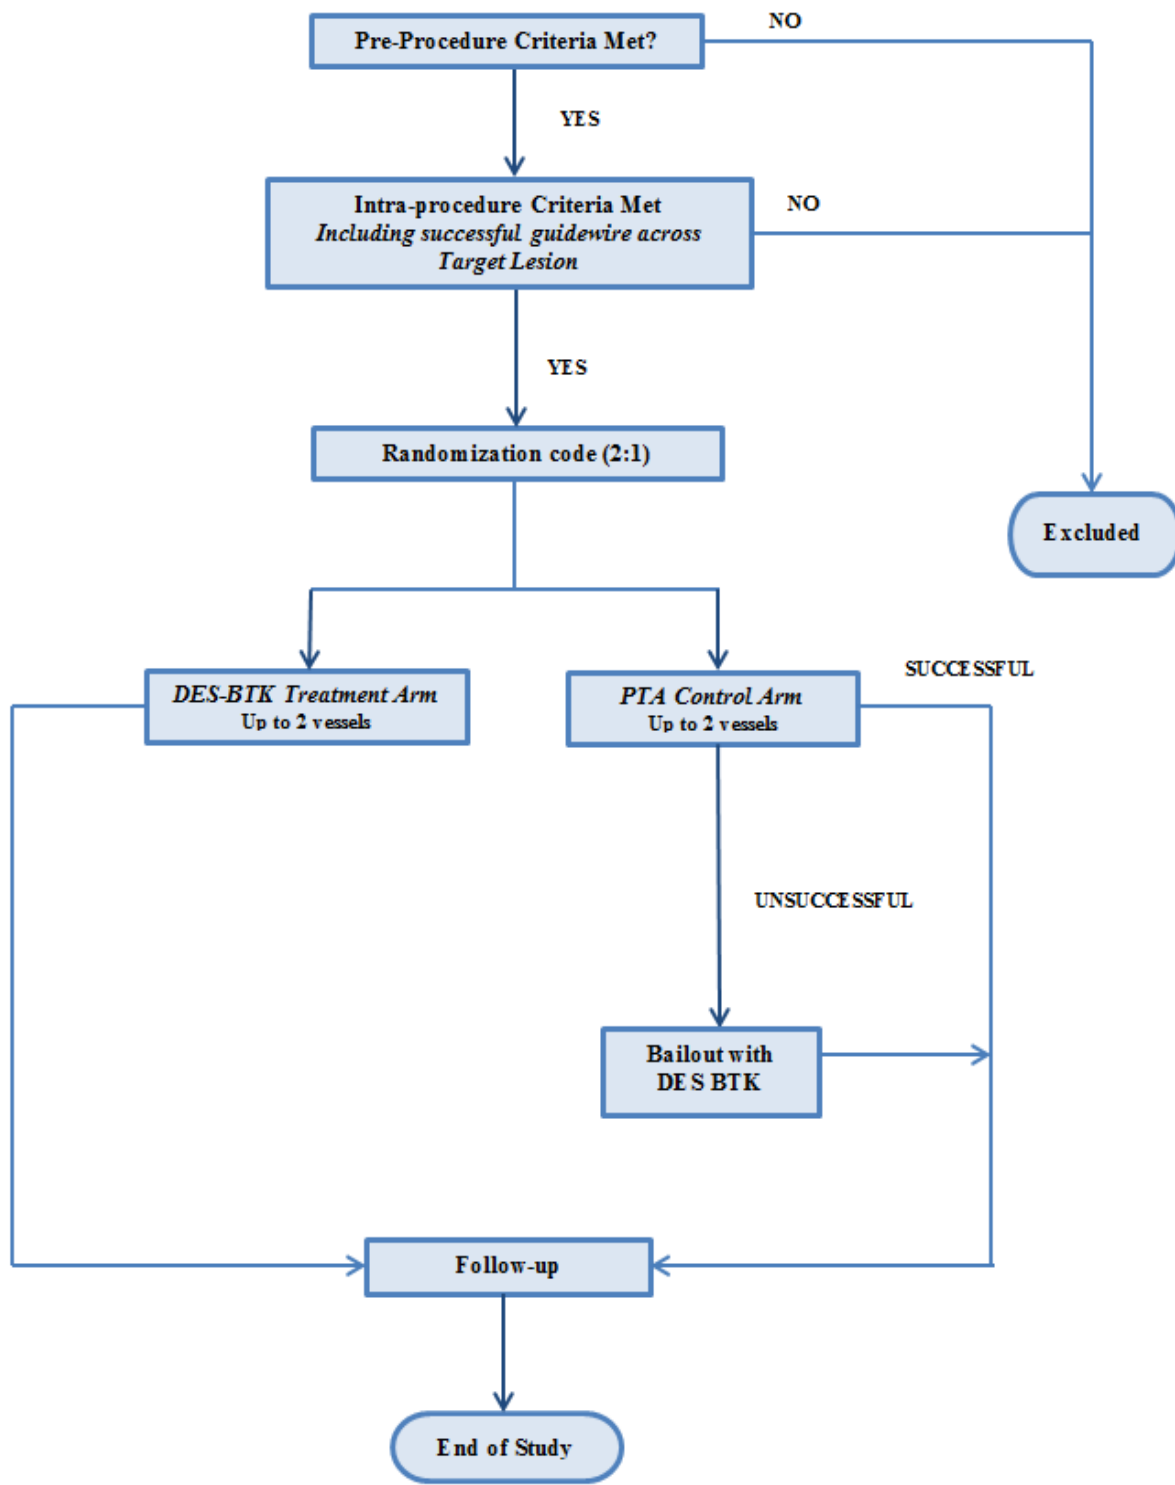 Pre-Procedure Criteria Met?
NO
YES
Intra-procedure Criteria Met
Including successful guidewire across
Target Lesion
NO
YES
Randomization code (2:1)
Excluded
DES-BTK Treatment Arm
Up to 2 vessels
PTA Control Arm
Up to 2 vessels
SUCCESSFUL
UNSUCCESSFUL
Bailout with
DES BTK
Follow-up
End of Study